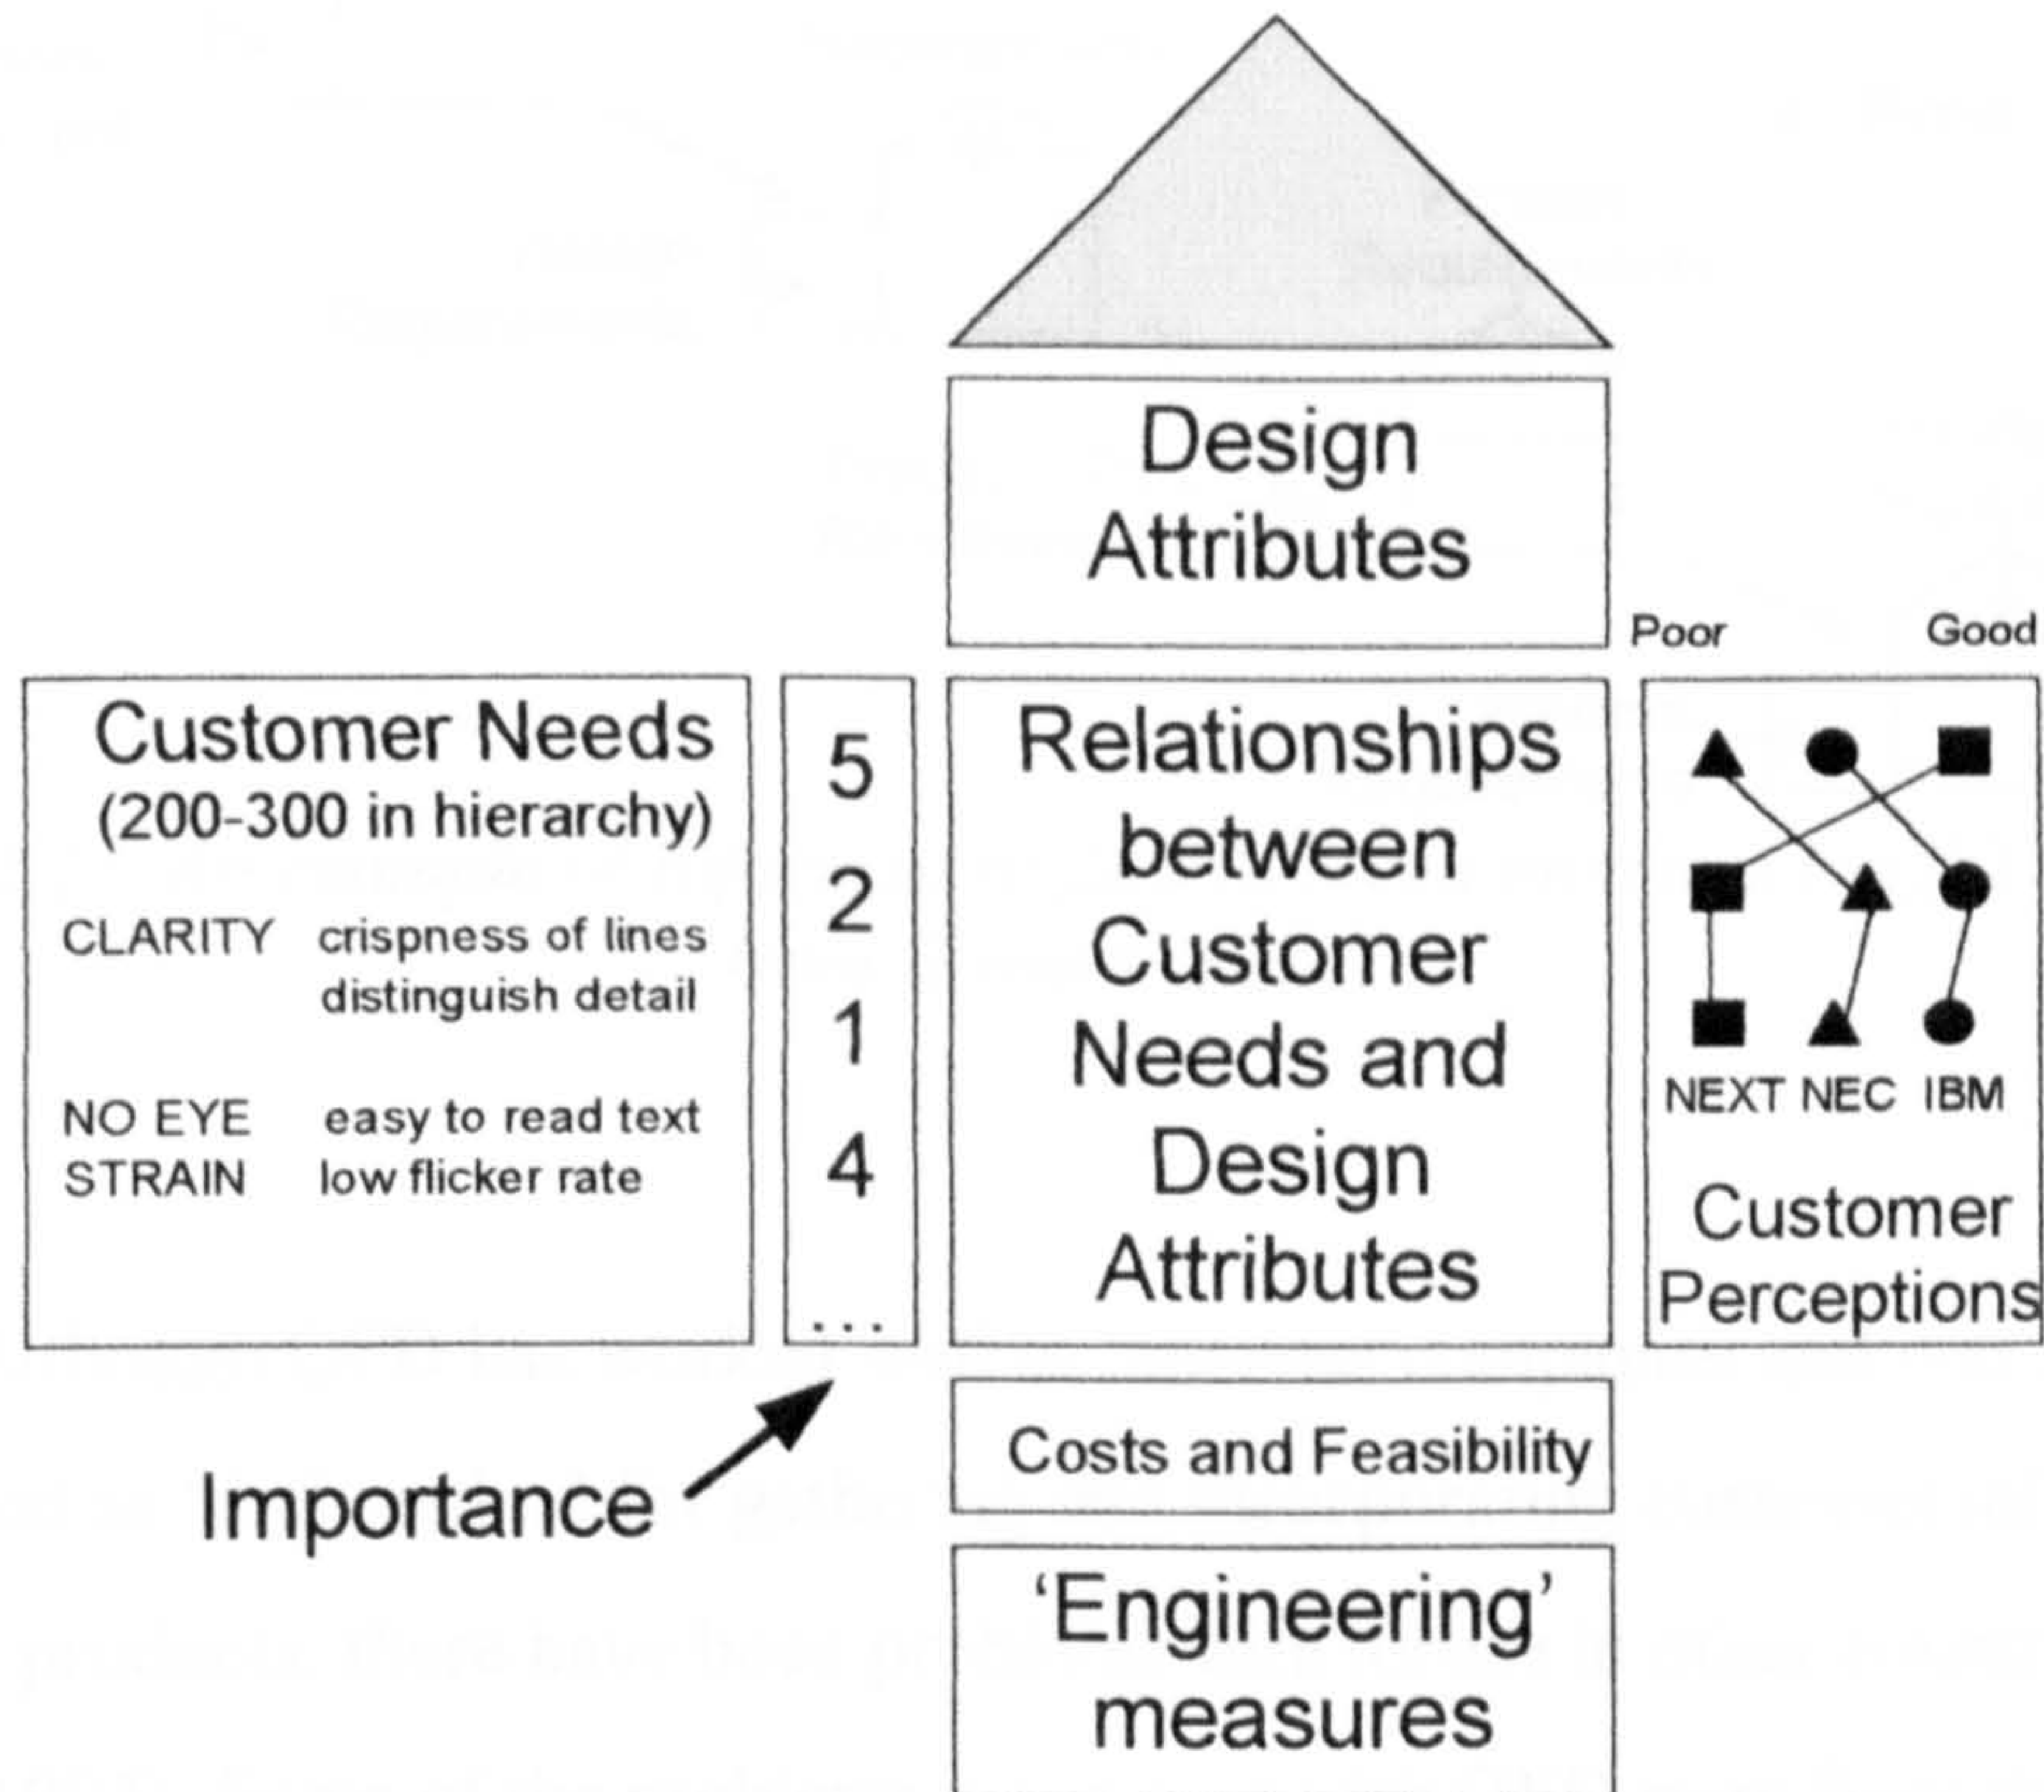 Design
Attributes
Poor Good
Customer Needs
(200-300 in hierarchy)
CLARITY crispness of lines
distinguish detail
NO EYE easy to read text
STRAIN low flicker rate
5
2
1
4
...
Relationships
between
Customer
Needs and
Design
Attributes
NEXT NEC IBM
Customer
Perceptions
Importance
Costs and Feasibility
‘Engineering’
measures